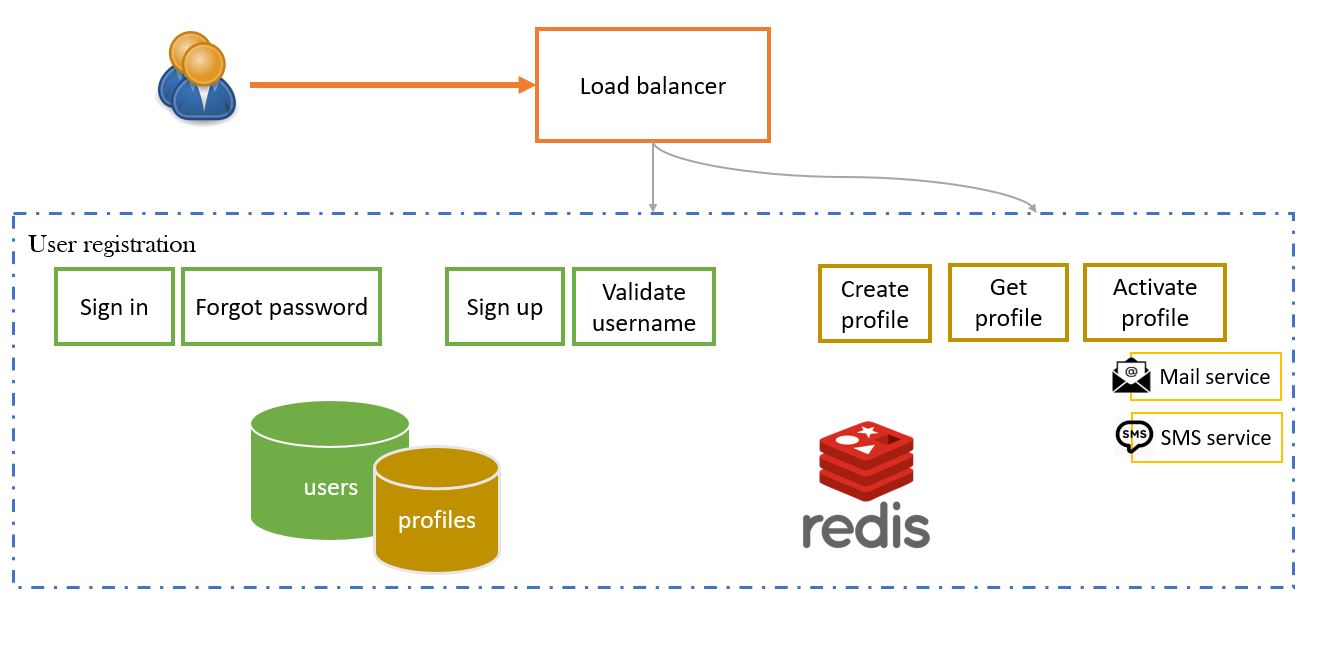 Load balancer
User registration
Sign in
Forgot password
Sign up
Validate
username
Create
profile
Get
profile
Activate
profile
@
Mail service
SMS
SMS service
users
profiles
redis